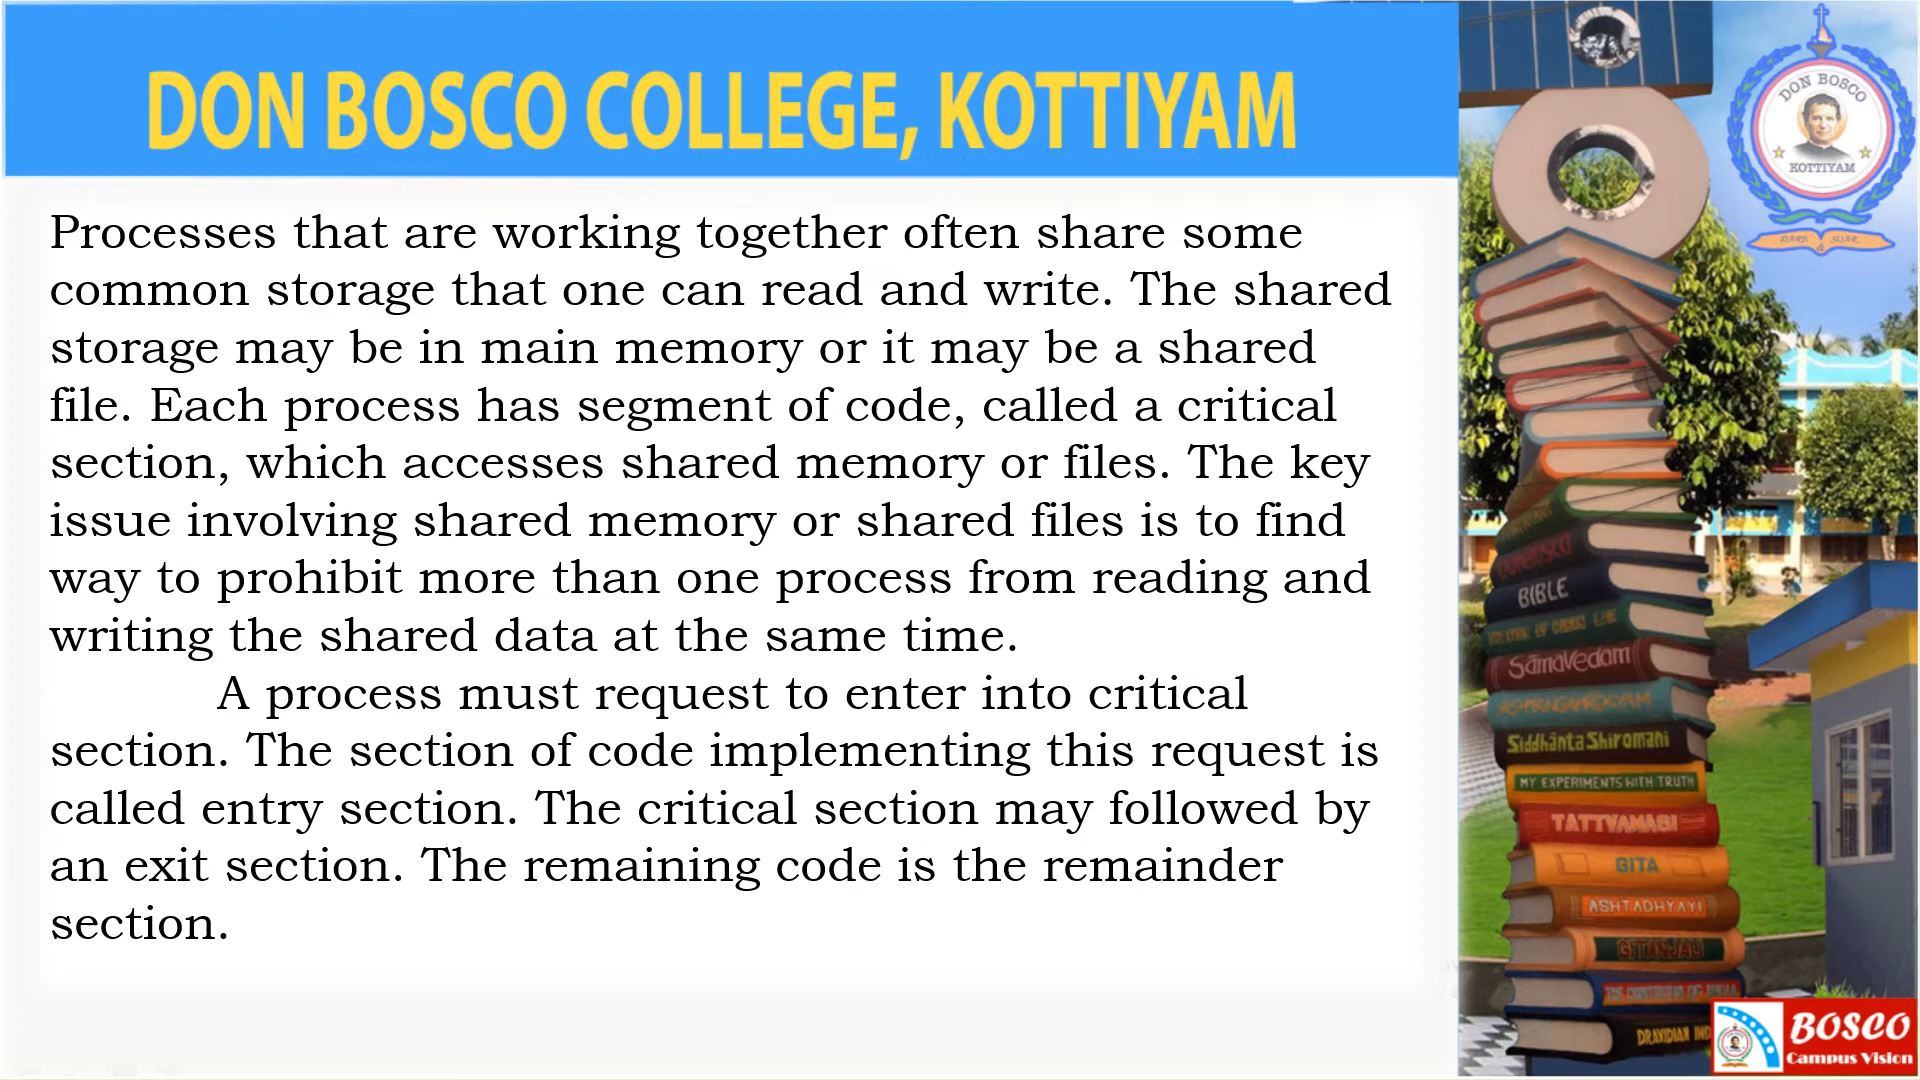 DON BOSCO COLLEGE, KOTTIYAM
Processes that are working together often share some
common storage that one can read and write. The shared
storage may be in main memory or it may be a shared
file. Each process has segment of code, called a critical
section, which accesses shared memory or files. The key
issue involving shared memory or shared files is to find
way to prohibit more than one process from reading and
writing the shared data at the same time.
A process must request to enter into critical
section. The section of code implementing this request is
called entry section. The critical section may followed by
an exit section. The remaining code is the remainder
section.
DON BOSCO
KOTTIYAM
BIBLE
SāmaVedam
Siddhānta Shiromani
MY EXPERIMENTS WITH TRUTH
TATTVAMASI
GITA
ASHTADHYAYI
GITANJALI
DRAVIDIAN
BOSCO
Campus Vision